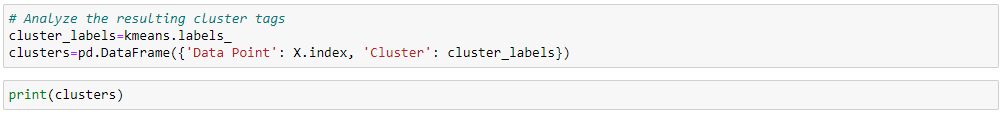 # Analyze the resulting cluster tags
cluster_labels=kmeans.labels_
clusters=pd.DataFrame({'Data Point': X.index, 'Cluster': cluster_labels})
print(clusters)